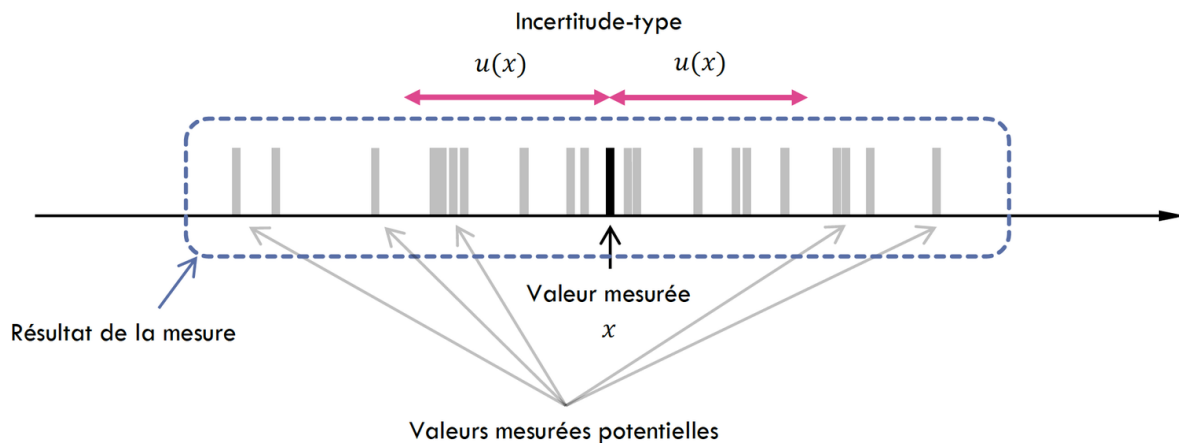 Incertitude-type
u(x) u(x)
Valeur mesurée
x
Résultat de la mesure
Valeurs mesurées potentielles